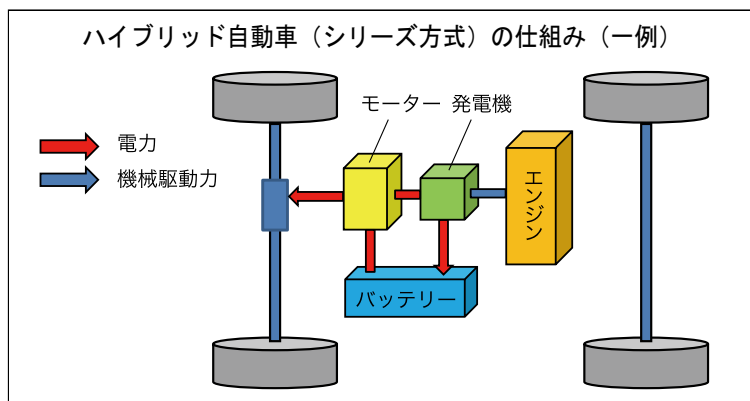 ハイブリッド自動車（シリーズ方式）の仕組み（一例）
モーター 発電機
電力
機械駆動力
エンジン
バッテリー